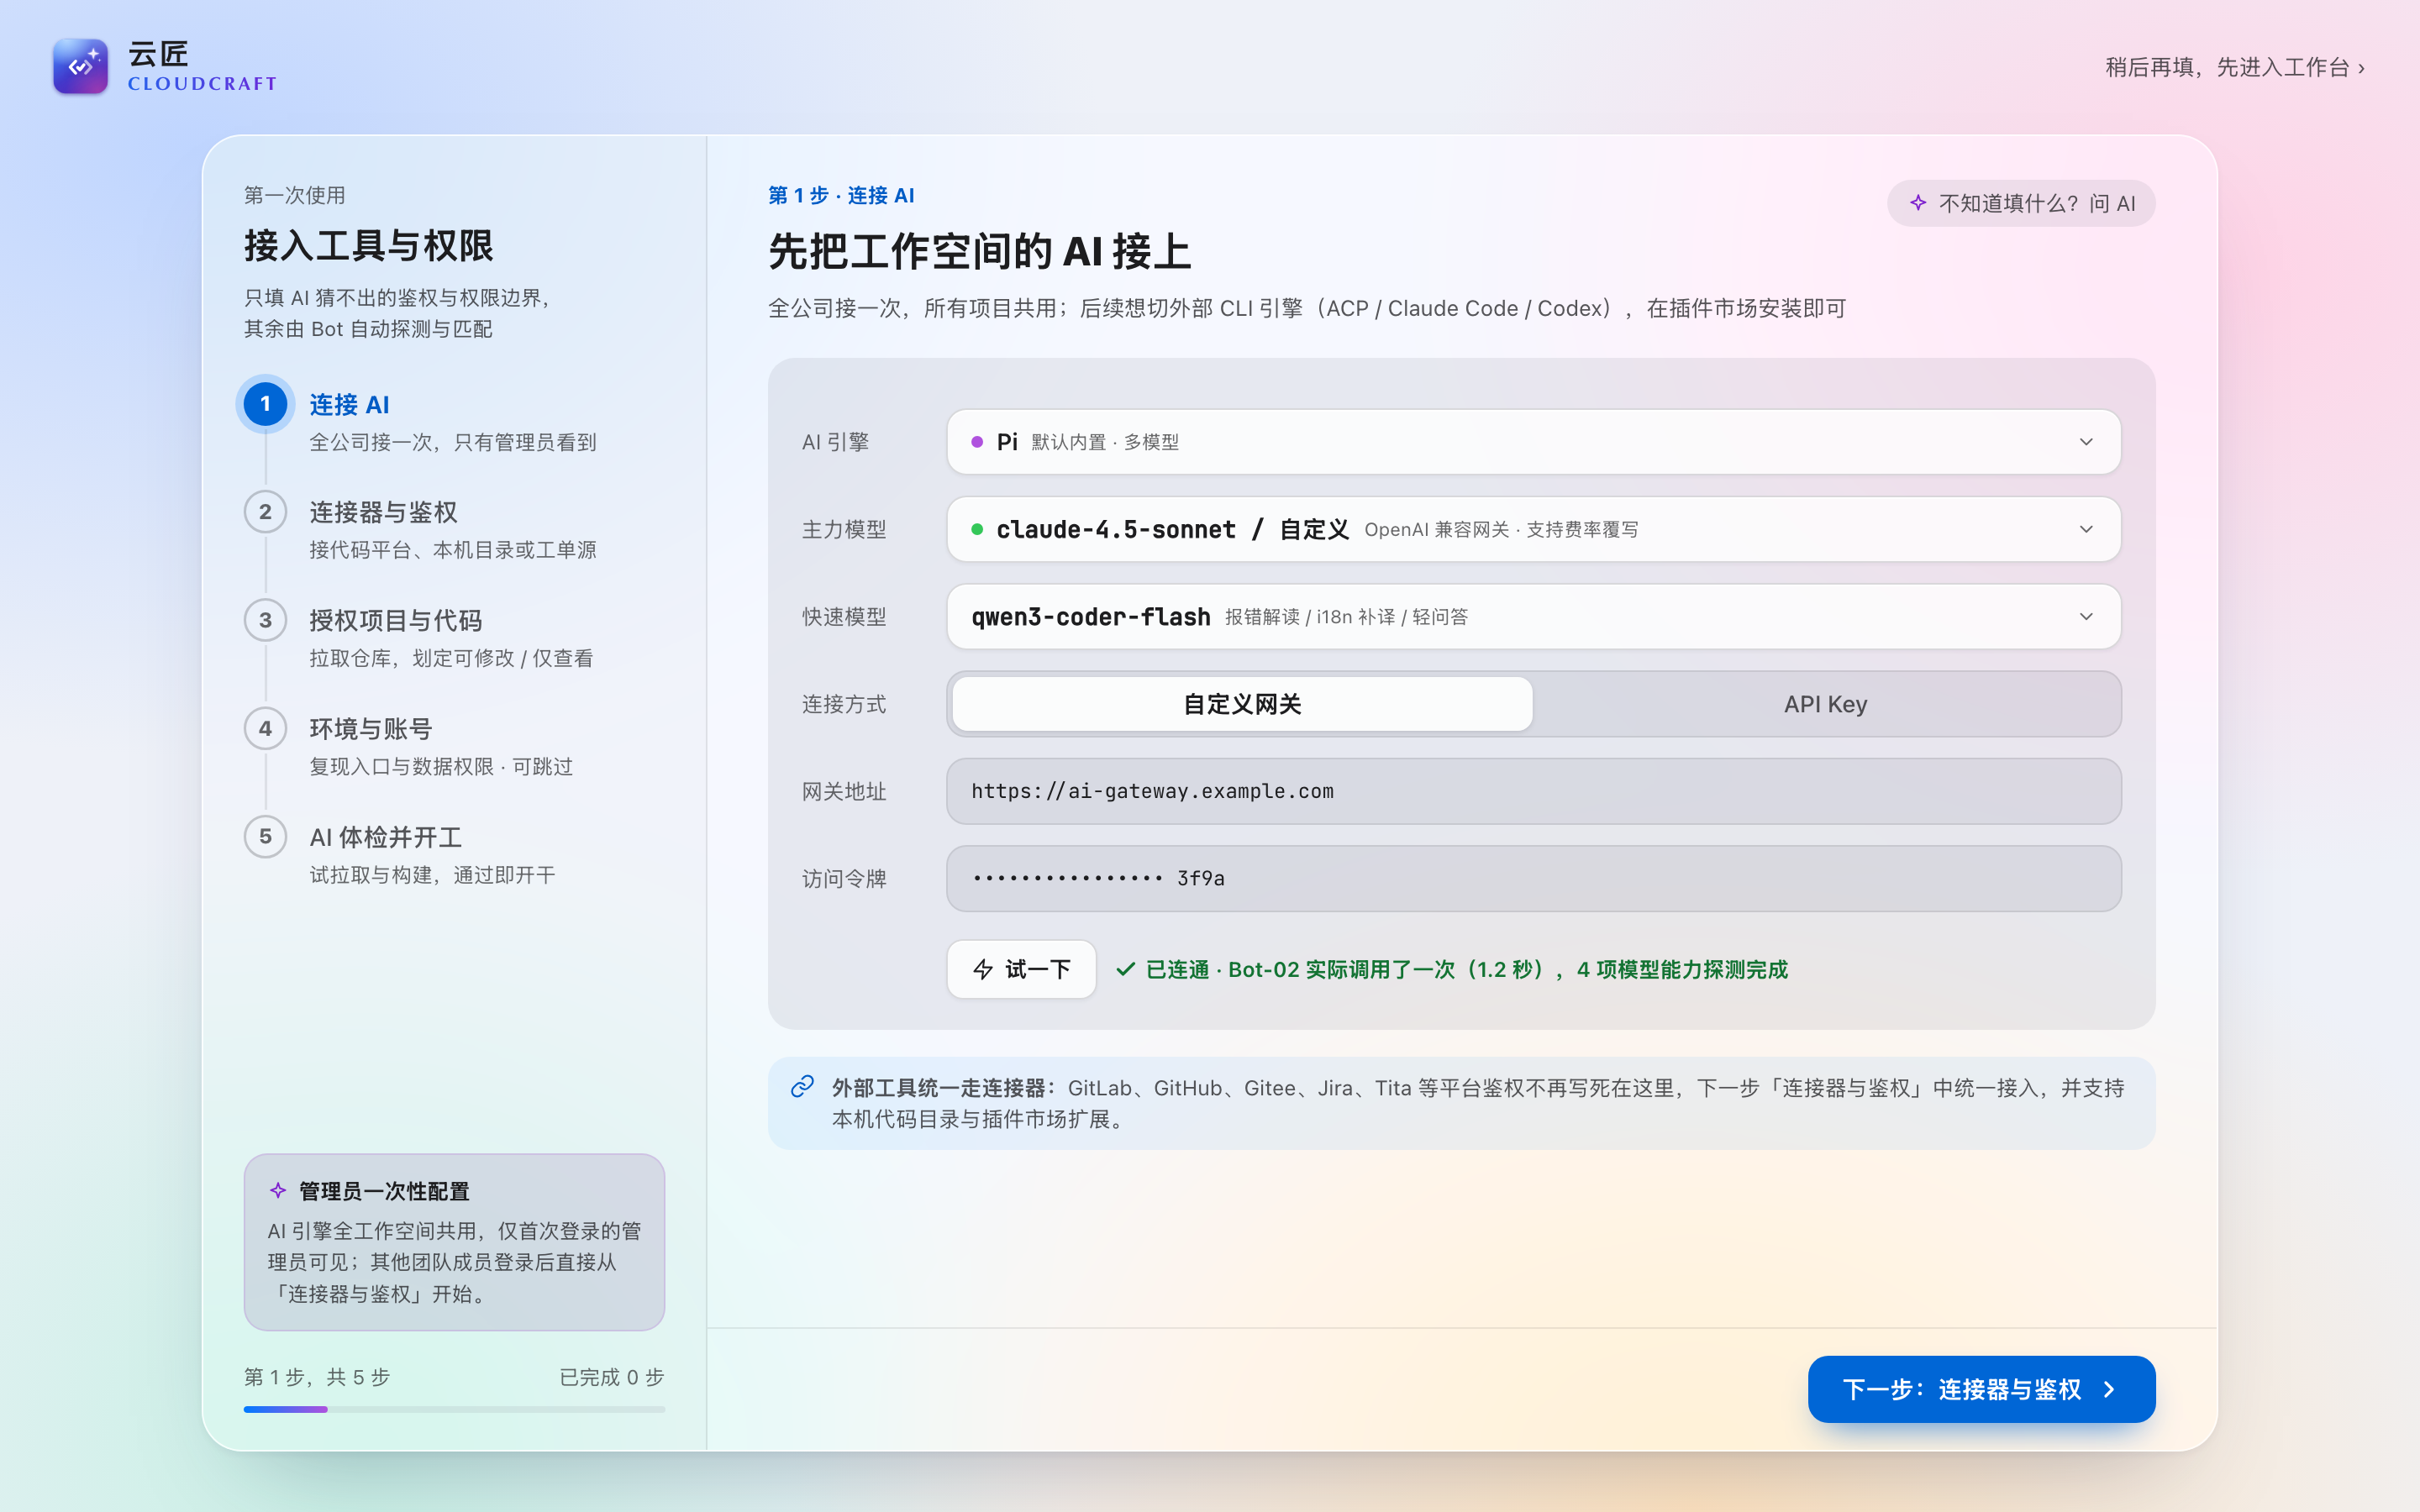 云匠
CLOUDCRAFT
稍后再填，先进入工作台 ›
第一次使用
接入工具与权限
只填 AI 猜不出的鉴权与权限边界，
其余由 Bot 自动探测与匹配
1 连接 AI
全公司接一次，只有管理员看到
2 连接器与鉴权
接代码平台、本机目录或工单源
3 授权项目与代码
拉取仓库，划定可修改 / 仅查看
4 环境与账号
复现入口与数据权限 · 可跳过
5 AI 体检并开工
试拉取与构建，通过即开干
管理员一次性配置
AI 引擎全工作空间共用，仅首次登录的管
理员可见；其他团队成员登录后直接从
「连接器与鉴权」开始。
第 1 步，共 5 步 已完成 0 步
第 1 步 · 连接 AI
不知道填什么？问 AI
先把工作空间的 AI 接上
全公司接一次，所有项目共用；后续想切外部 CLI 引擎（ACP / Claude Code / Codex），在插件市场安装即可
AI 引擎 Pi 默认内置 · 多模型
主力模型 claude-4.5-sonnet / 自定义 OpenAI 兼容网关 · 支持费率覆写
快速模型 qwen3-coder-flash 报错解读 / i18n 补译 / 轻问答
连接方式 自定义网关 API Key
网关地址 https://ai-gateway.example.com
访问令牌 •••••••••••••••• 3f9a
试一下 已连通 · Bot-02 实际调用了一次（1.2 秒），4 项模型能力探测完成
外部工具统一走连接器：GitLab、GitHub、Gitee、Jira、Tita 等平台鉴权不再写死在这里，下一步「连接器与鉴权」中统一接入，并支持
本机代码目录与插件市场扩展。
下一步：连接器与鉴权